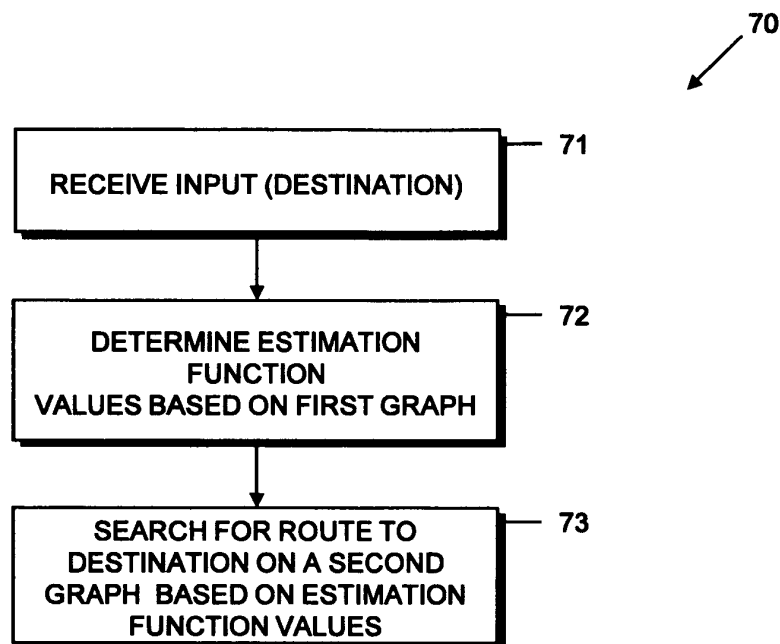 70
71
RECEIVE INPUT (DESTINATION)
72
DETERMINE ESTIMATION
FUNCTION
VALUES BASED ON FIRST GRAPH
73
SEARCH FOR ROUTE TO
DESTINATION ON A SECOND
GRAPH BASED ON ESTIMATION
FUNCTION VALUES